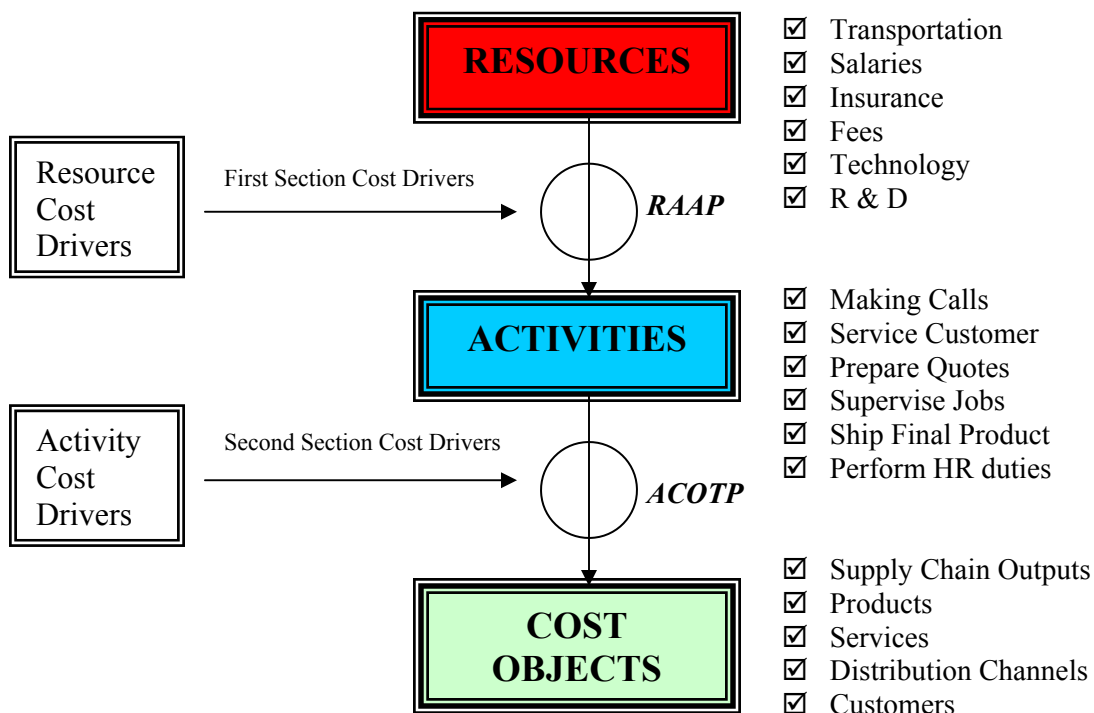 RESOURCES
☑ Transportation
☑ Salaries
☑ Insurance
☑ Fees
☑ Technology
☑ R & D
Resource
Cost
Drivers
First Section Cost Drivers
RAAP
ACTIVITIES
☑ Making Calls
☑ Service Customer
☑ Prepare Quotes
☑ Supervise Jobs
☑ Ship Final Product
☑ Perform HR duties
Activity
Cost
Drivers
Second Section Cost Drivers
ACOTP
COST
OBJECTS
☑ Supply Chain Outputs
☑ Products
☑ Services
☑ Distribution Channels
☑ Customers